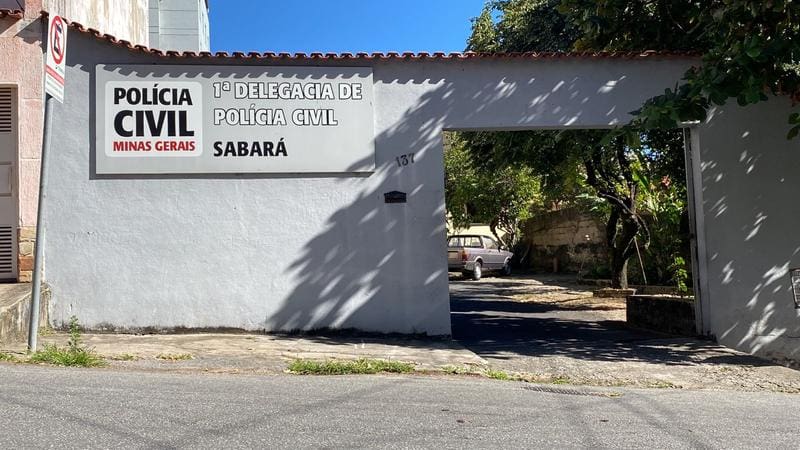 POLÍCIA
CIVIL
MINAS GERAIS
1ª DELEGACIA DE
POLÍCIA CIVIL
SABARÁ
137